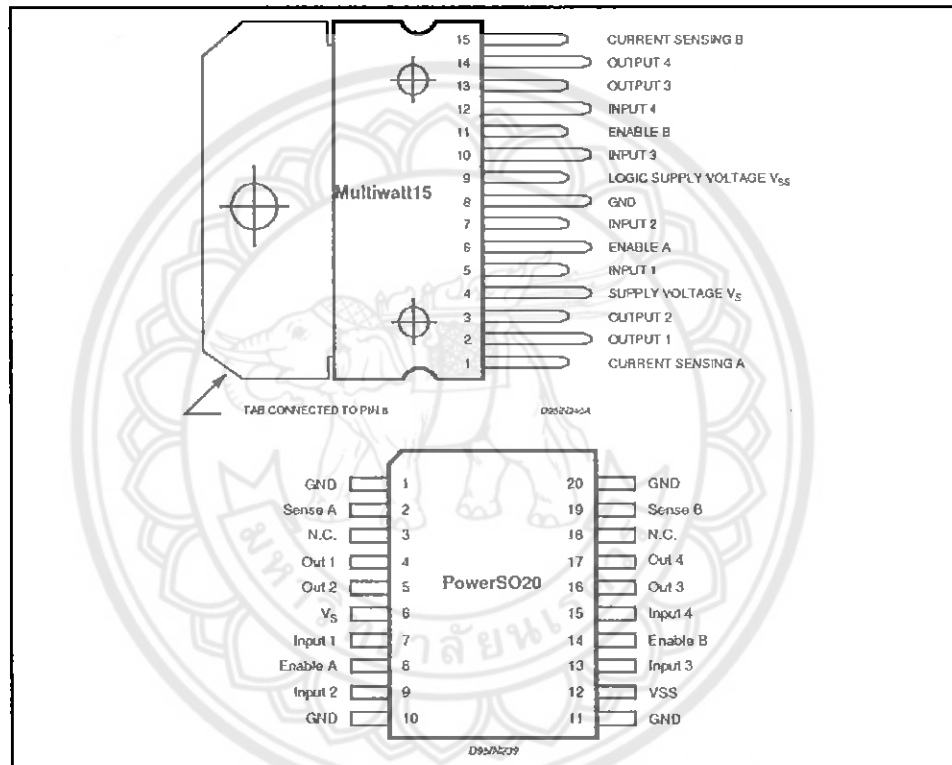 15 CURRENT SENSING B
14 OUTPUT 4
13 OUTPUT 3
12 INPUT 4
11 ENABLE B
10 INPUT 3
9 LOGIC SUPPLY VOLTAGE VSS
8 GND
7 INPUT 2
6 ENABLE A
5 INPUT 1
4 SUPPLY VOLTAGE VS
3 OUTPUT 2
2 OUTPUT 1
1 CURRENT SENSING A
Multiwatt15
TAB CONNECTED TO PIN 8
GND 1 20 GND
Sense A 2 19 Sense B
N.C. 3 18 N.C.
Out 1 4 17 Out 4
Out 2 5 16 Out 3
VS 6 15 Input 4
Input 1 7 14 Enable B
Enable A 8 13 Input 3
Input 2 9 12 VSS
GND 10 11 GND
PowerSO20
D95IN239